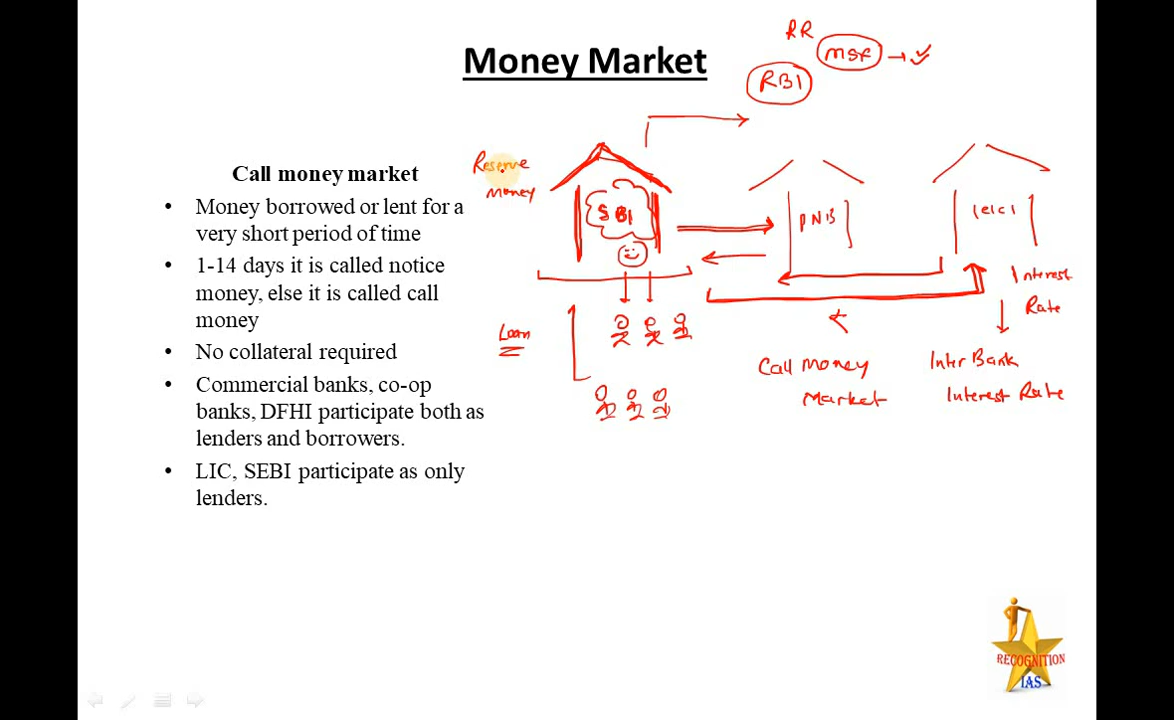 Money Market
RR
MSF
RBI
Call money market
• Money borrowed or lent for a
very short period of time
• 1-14 days it is called notice
money, else it is called call
money
• No collateral required
• Commercial banks, co-op
banks, DFHI participate both as
lenders and borrowers.
• LIC, SEBI participate as only
lenders.
Reserve
money
SBI
PNB
ICICI
Loan
Interest
Rate
Call Money
Market
Inter Bank
Interest Rate
RECOGNITION
IAS